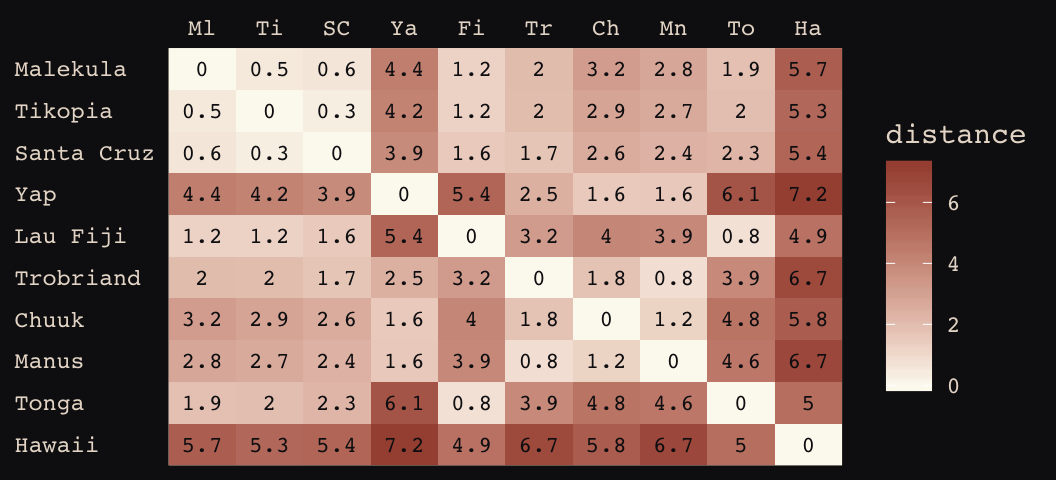 Ml Ti SC Ya Fi Tr Ch Mn To Ha
Malekula 0 0.5 0.6 4.4 1.2 2 3.2 2.8 1.9 5.7
Tikopia 0.5 0 0.3 4.2 1.2 2 2.9 2.7 2 5.3
Santa Cruz 0.6 0.3 0 3.9 1.6 1.7 2.6 2.4 2.3 5.4
Yap 4.4 4.2 3.9 0 5.4 2.5 1.6 1.6 6.1 7.2
Lau Fiji 1.2 1.2 1.6 5.4 0 3.2 4 3.9 0.8 4.9
Trobriand 2 2 1.7 2.5 3.2 0 1.8 0.8 3.9 6.7
Chuuk 3.2 2.9 2.6 1.6 4 1.8 0 1.2 4.8 5.8
Manus 2.8 2.7 2.4 1.6 3.9 0.8 1.2 0 4.6 6.7
Tonga 1.9 2 2.3 6.1 0.8 3.9 4.8 4.6 0 5
Hawaii 5.7 5.3 5.4 7.2 4.9 6.7 5.8 6.7 5 0
distance
6
4
2
0